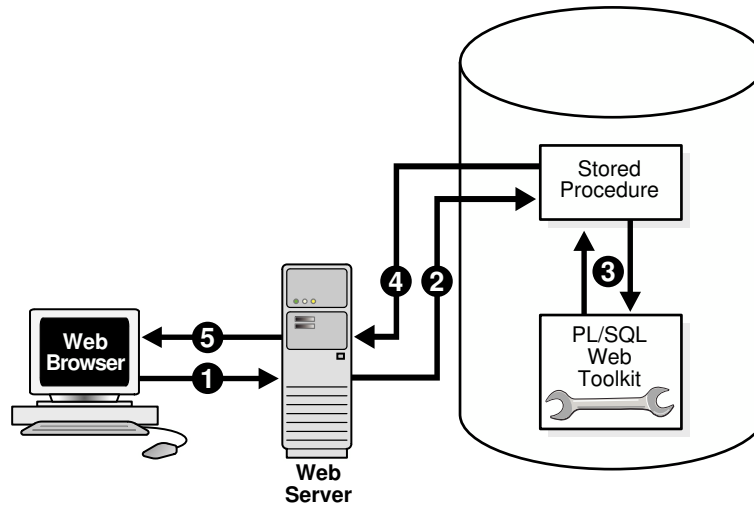 Stored
Procedure
4
2
3
PL/SQL
Web
Toolkit
Web
Browser
5
1
Web
Server